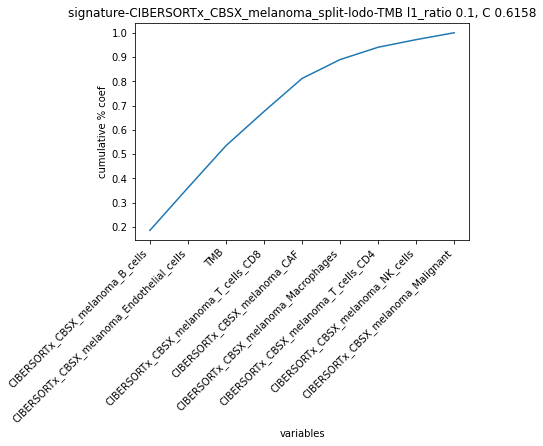 signature-CIBERSORTx_CBSX_melanoma_split-lodo-TMB l1_ratio 0.1, C 0.6158
cumulative % coef
1.0
0.9
0.8
0.7
0.6
0.5
0.4
0.3
0.2
CIBERSORTx_CBSX_melanoma_B_cells
CIBERSORTx_CBSX_melanoma_Endothelial_cells
TMB
CIBERSORTx_CBSX_melanoma_T_cells_CD8
CIBERSORTx_CBSX_melanoma_CAF
CIBERSORTx_CBSX_melanoma_Macrophages
CIBERSORTx_CBSX_melanoma_T_cells_CD4
CIBERSORTx_CBSX_melanoma_NK_cells
CIBERSORTx_CBSX_melanoma_Malignant
variables